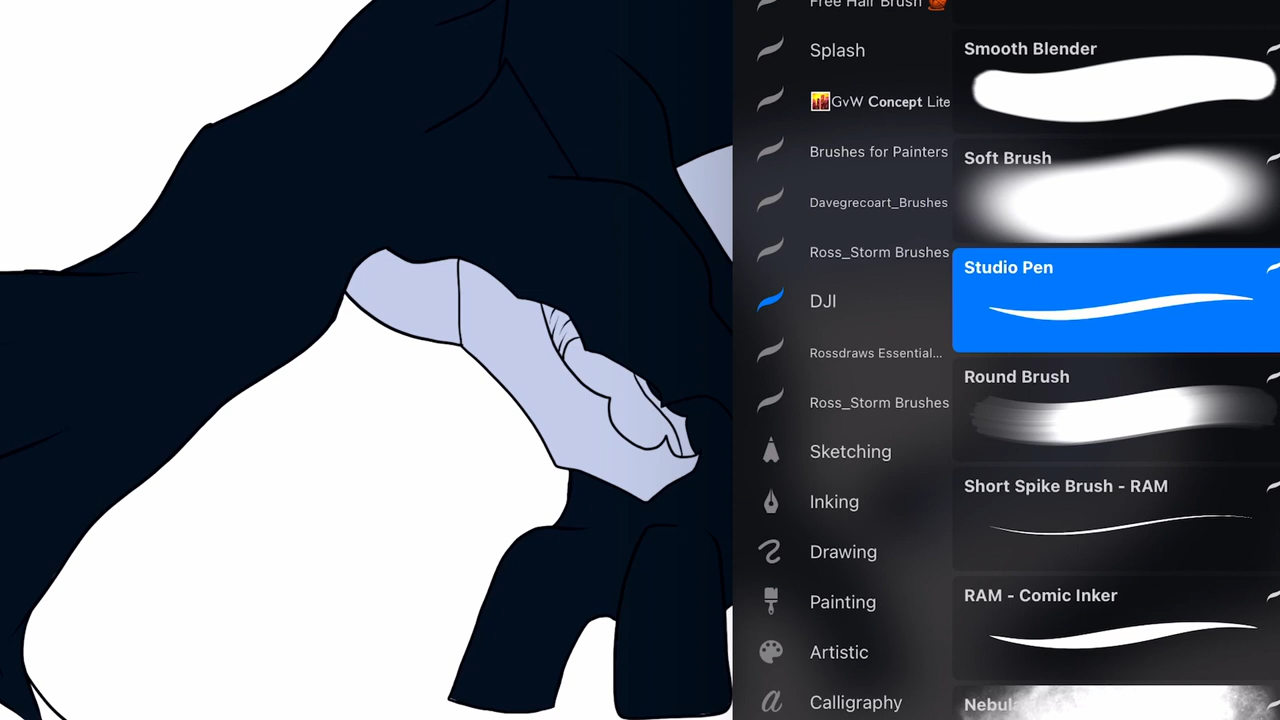 Free Hair Brush
Splash
GvW Concept Lite
Brushes for Painters
Davegrecoart_Brushes
Ross_Storm Brushes
DJI
Rossdraws Essential...
Ross_Storm Brushes
Sketching
Inking
Drawing
Painting
Artistic
Calligraphy
Smooth Blender
Soft Brush
Studio Pen
Round Brush
Short Spike Brush - RAM
RAM - Comic Inker